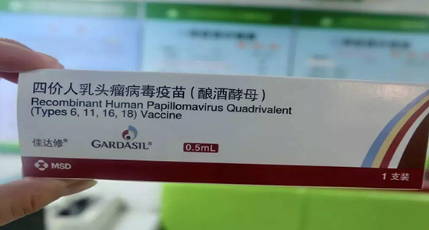 四价人乳头瘤病毒疫苗(酿酒酵母)
Recombinant Human Papillomavirus Quadrivalent
(Types 6, 11, 16, 18) Vaccine
佳达修®
GARDASIL®
0.5mL
MSD
1 支装